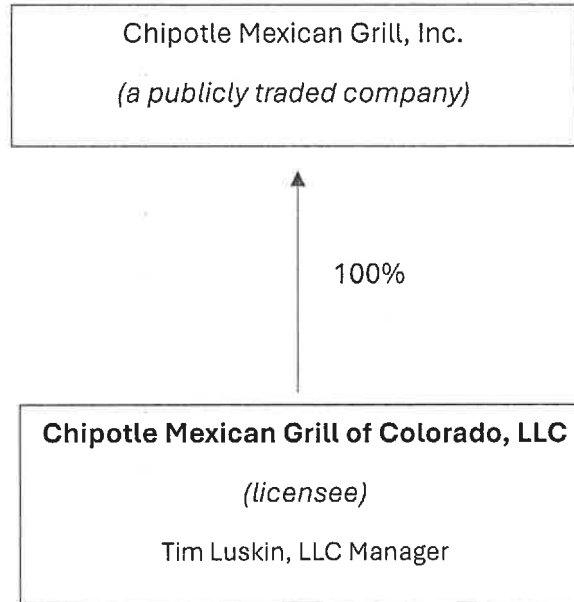 Chipotle Mexican Grill, Inc.
(a publicly traded company)
100%
Chipotle Mexican Grill of Colorado, LLC
(licensee)
Tim Luskin, LLC Manager